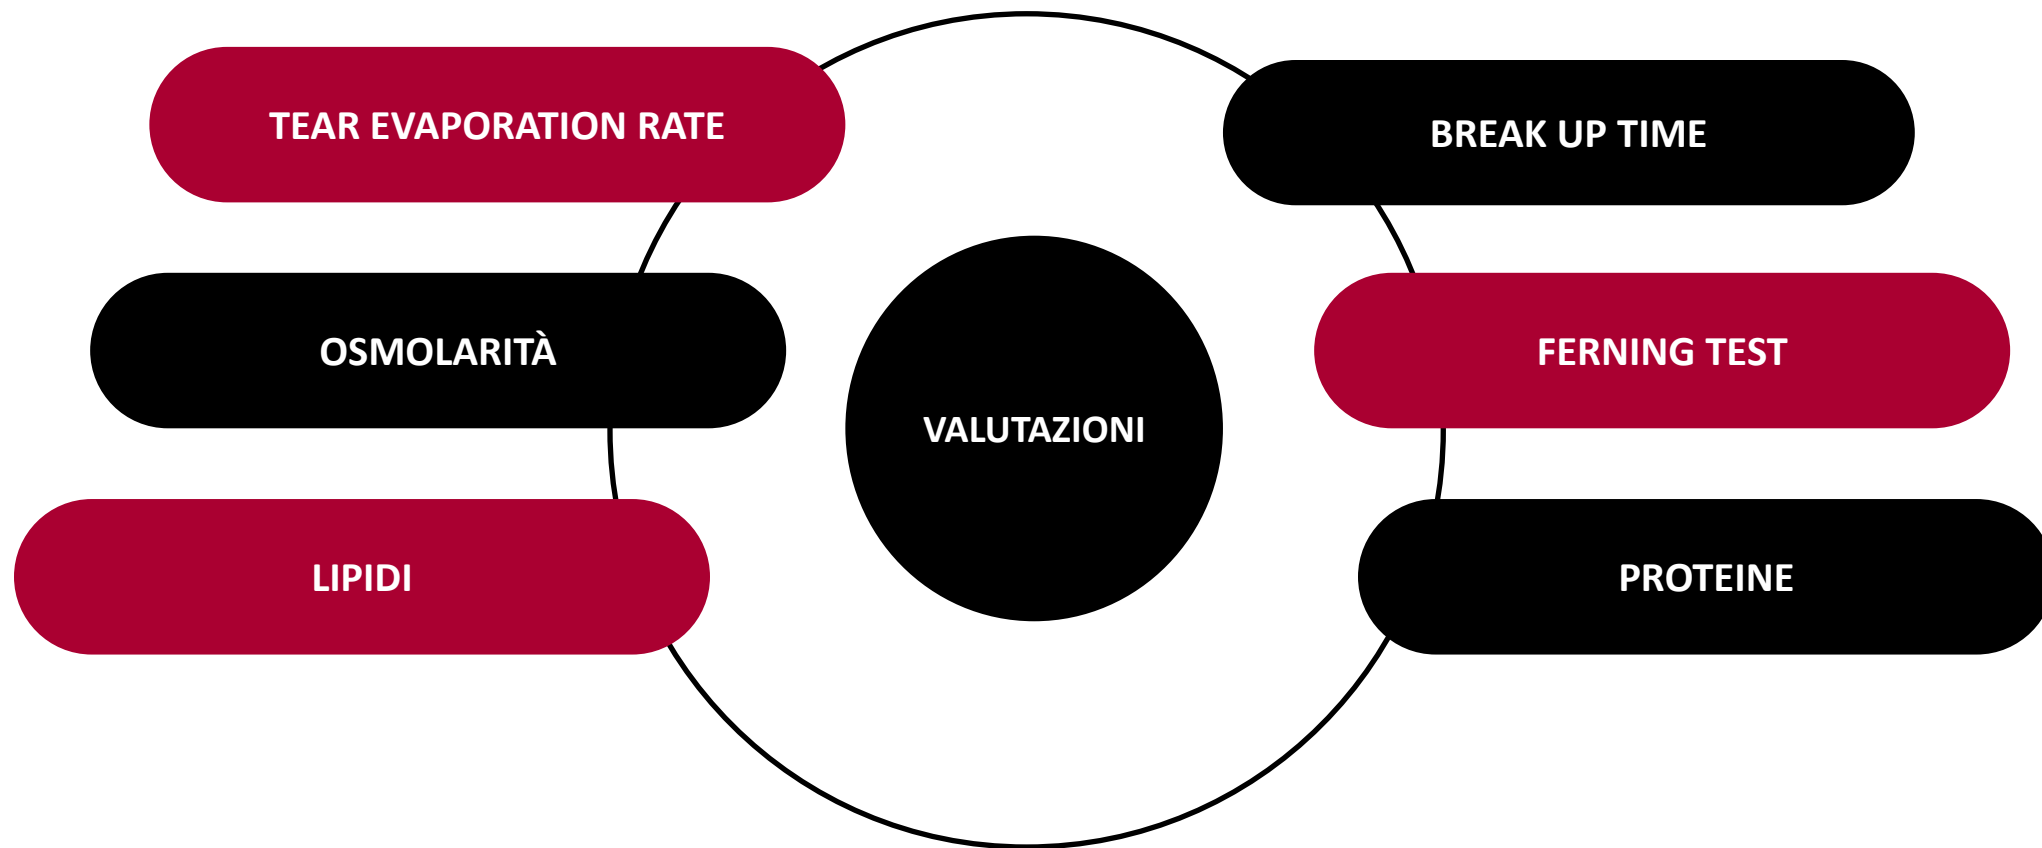 TEAR EVAPORATION RATE
BREAK UP TIME
OSMOLARITÀ
FERNING TEST
VALUTAZIONI
LIPIDI
PROTEINE